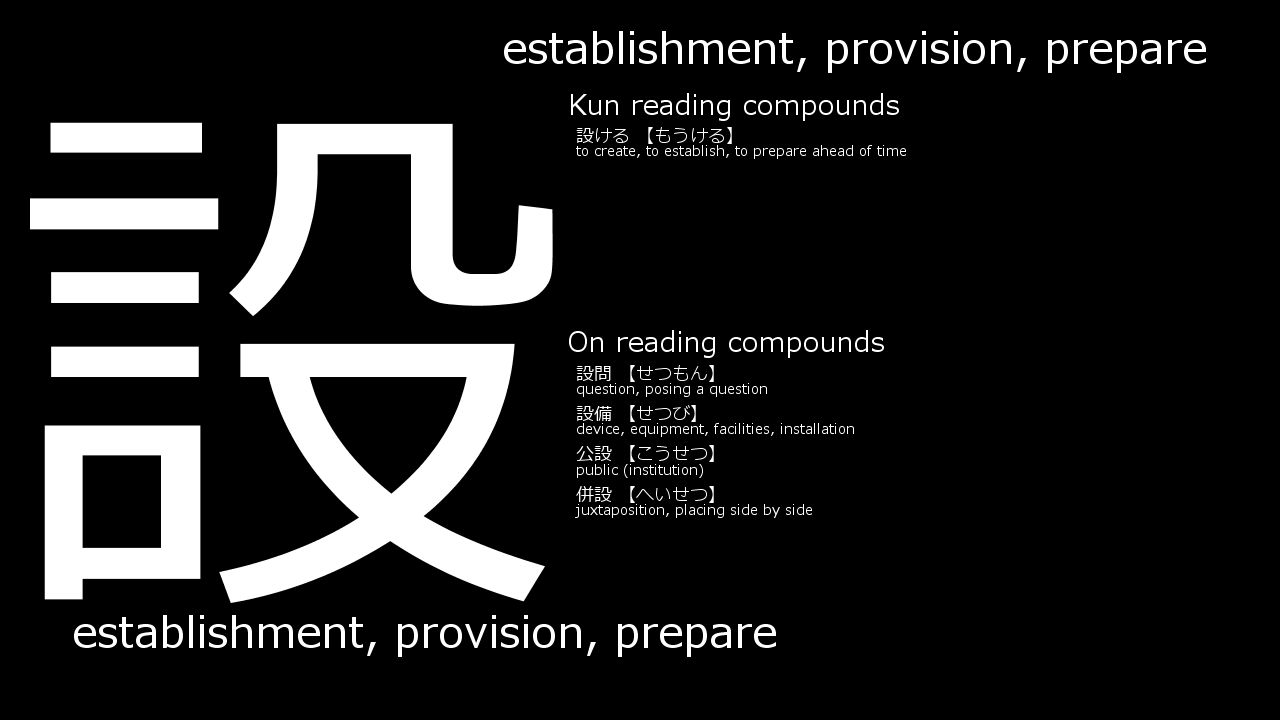 establishment, provision, prepare
設
Kun reading compounds
設ける 【もうける】
to create, to establish, to prepare ahead of time
On reading compounds
設問 【せつもん】
question, posing a question
設備 【せつび】
device, equipment, facilities, installation
公設 【こうせつ】
public (institution)
併設 【へいせつ】
juxtaposition, placing side by side
establishment, provision, prepare